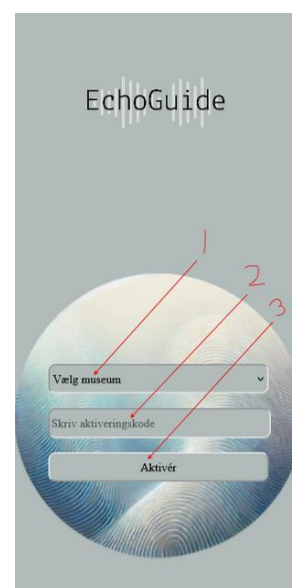 EchoGuide
1
2
3
Vælg museum
Skriv aktiveringskode
Aktivér